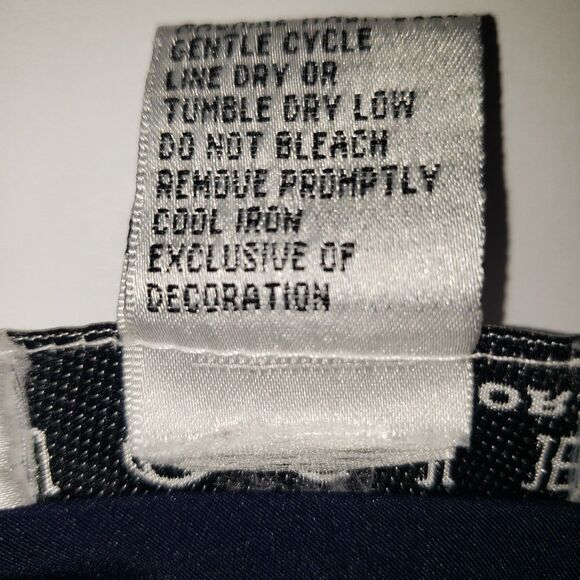 GENTLE CYCLE
LINE DRY OR
TUMBLE DRY LOW
DO NOT BLEACH
REMOVE PROMPTLY
COOL IRON
EXCLUSIVE OF
DECORATION